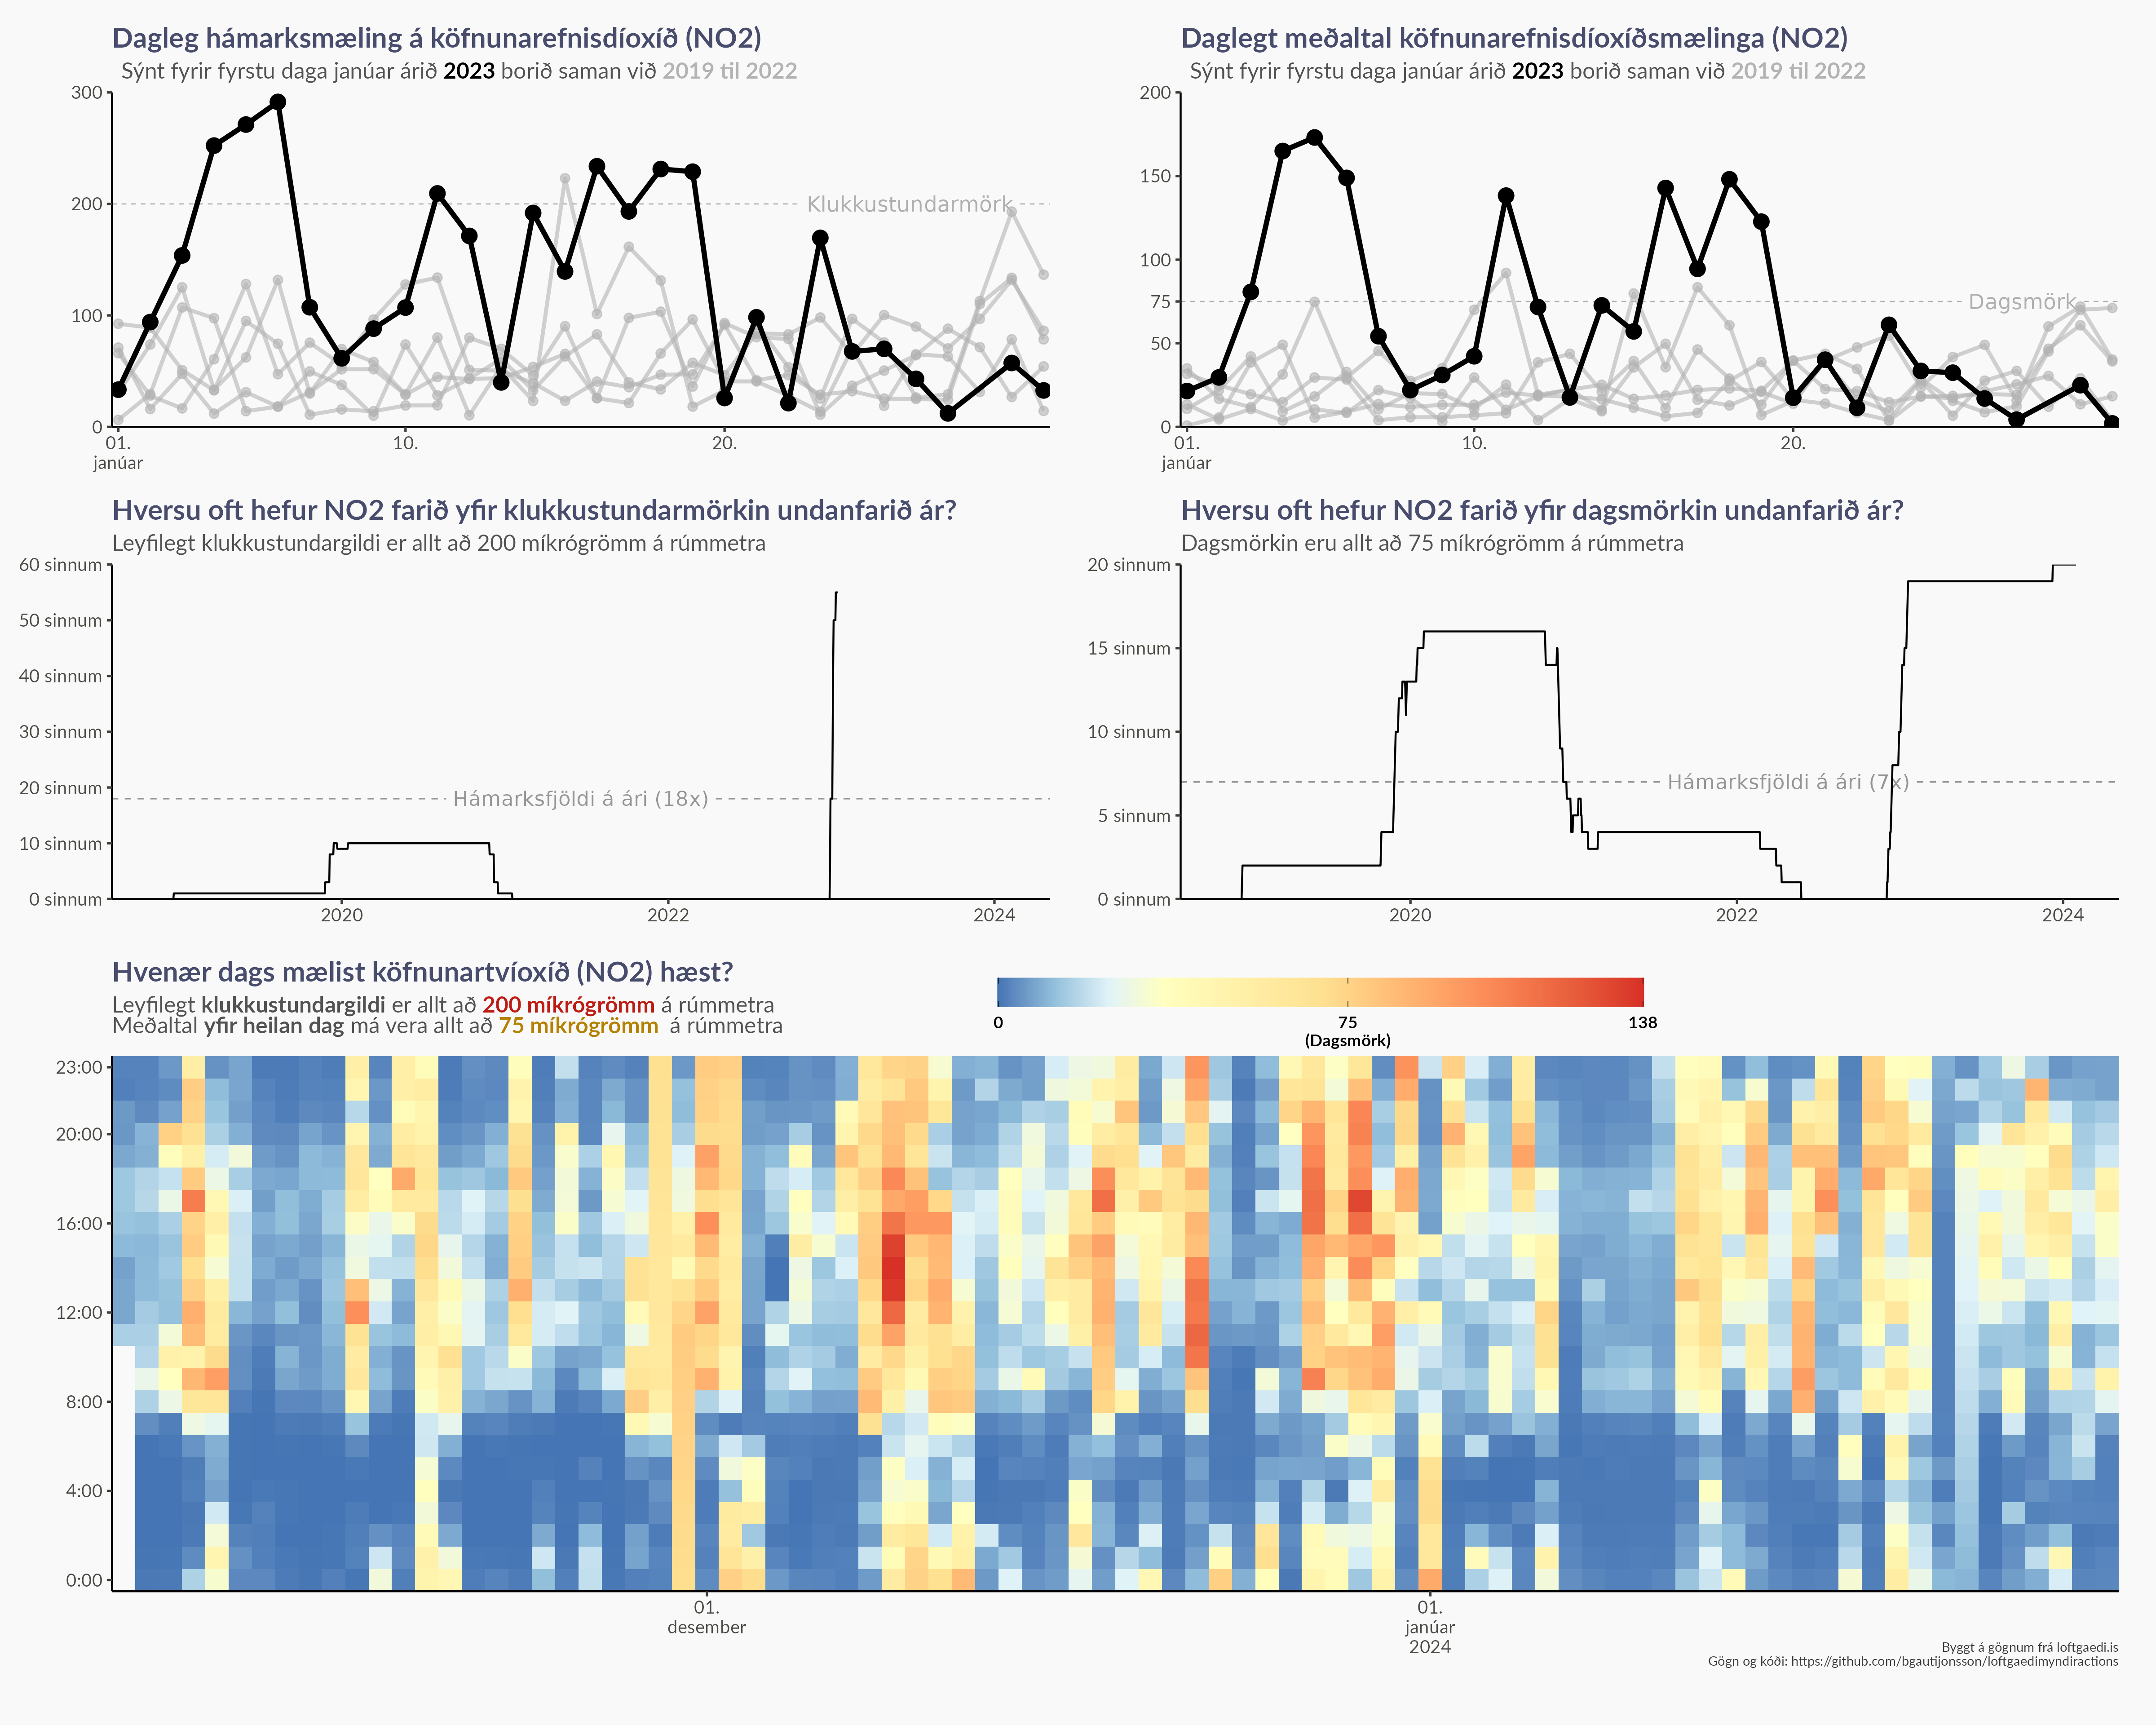 Dagleg hámarksmæling á köfnunarefnisdíoxíð (NO2)
Sýnt fyrir fyrstu daga janúar árið 2023 borið saman við 2019 til 2022
300
200
100
0
Klukkustundarmörk
01.
janúar
10.
20.
Daglegt meðaltal köfnunarefnisdíoxíðsmælinga (NO2)
Sýnt fyrir fyrstu daga janúar árið 2023 borið saman við 2019 til 2022
200
150
100
75
50
0
Dagsmörk
01.
janúar
10.
20.
Hversu oft hefur NO2 farið yfir klukkustundarmörkin undanfarið ár?
Leyfilegt klukkustundargildi er allt að 200 míkrógrömm á rúmmetra
60 sinnum
50 sinnum
40 sinnum
30 sinnum
20 sinnum
10 sinnum
0 sinnum
Hámarksfjöldi á ári (18x)
2020
2022
2024
Hversu oft hefur NO2 farið yfir dagsmörkin undanfarið ár?
Dagsmörkin eru allt að 75 míkrógrömm á rúmmetra
20 sinnum
15 sinnum
10 sinnum
5 sinnum
0 sinnum
Hámarksfjöldi á ári (7x)
2020
2022
2024
Hvenær dags mælist köfnunartvíoxíð (NO2) hæst?
Leyfilegt klukkustundargildi er allt að 200 míkrógrömm á rúmmetra
Meðaltal yfir heilan dag má vera allt að 75 míkrógrömm á rúmmetra
0
75
(Dagsmörk)
138
23:00
20:00
16:00
12:00
8:00
4:00
0:00
01.
desember
01.
janúar
2024
Byggt á gögnum frá loftgaedi.is
Gögn og kóði: https://github.com/bgautijonsson/loftgaedimyndiractions